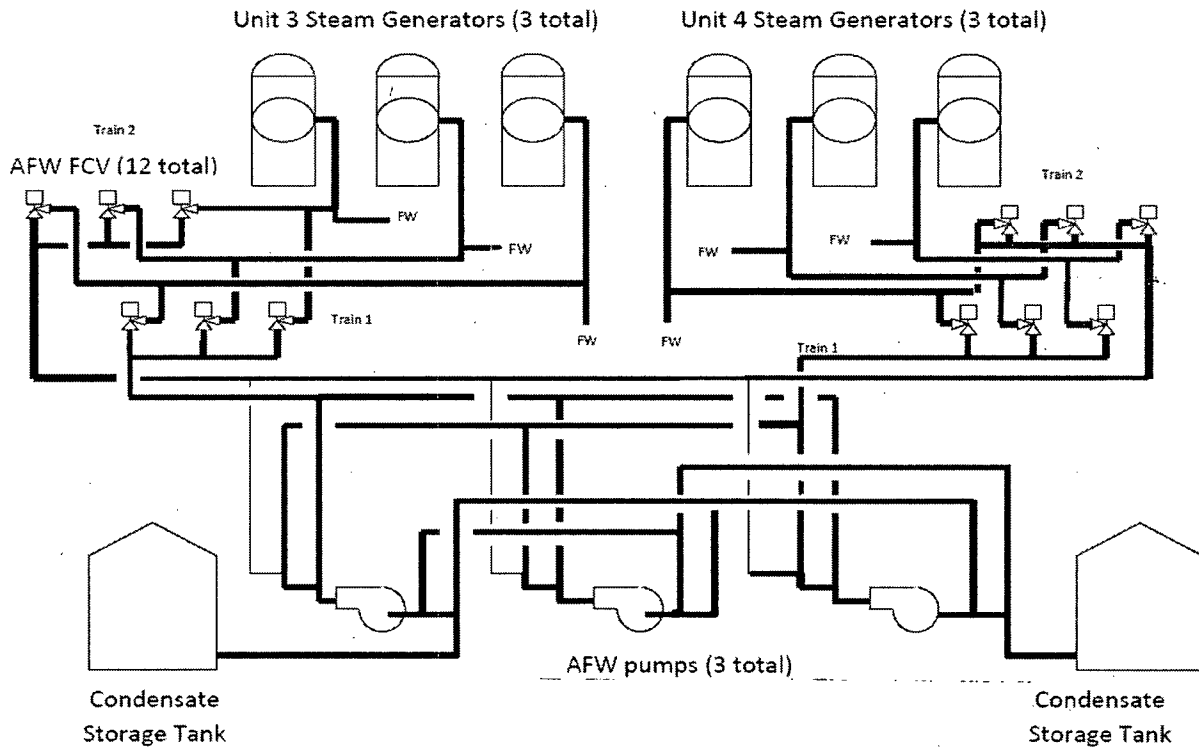 Unit 3 Steam Generators (3 total)
Unit 4 Steam Generators (3 total)
Train 2
AFW FCV (12 total)
Train 2
FW
FW
FW
FW
Train 1
FW
FW
Train 1
AFW pumps (3 total)
Condensate
Storage Tank
Condensate
Storage Tank